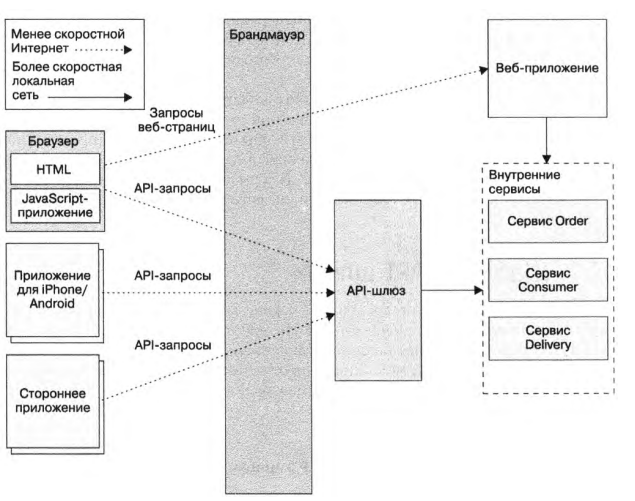 Менее скоростной
Интернет
Более скоростная
локальная
сеть
Брандмауэр
Веб-приложение
Запросы
веб-страниц
Браузер
HTML
JavaScript-
приложение
API-запросы
Внутренние
сервисы
Сервис Order
Приложение
для iPhone/
Android
API-запросы
API-шлюз
Сервис
Consumer
API-запросы
Сервис
Delivery
Стороннее
приложение